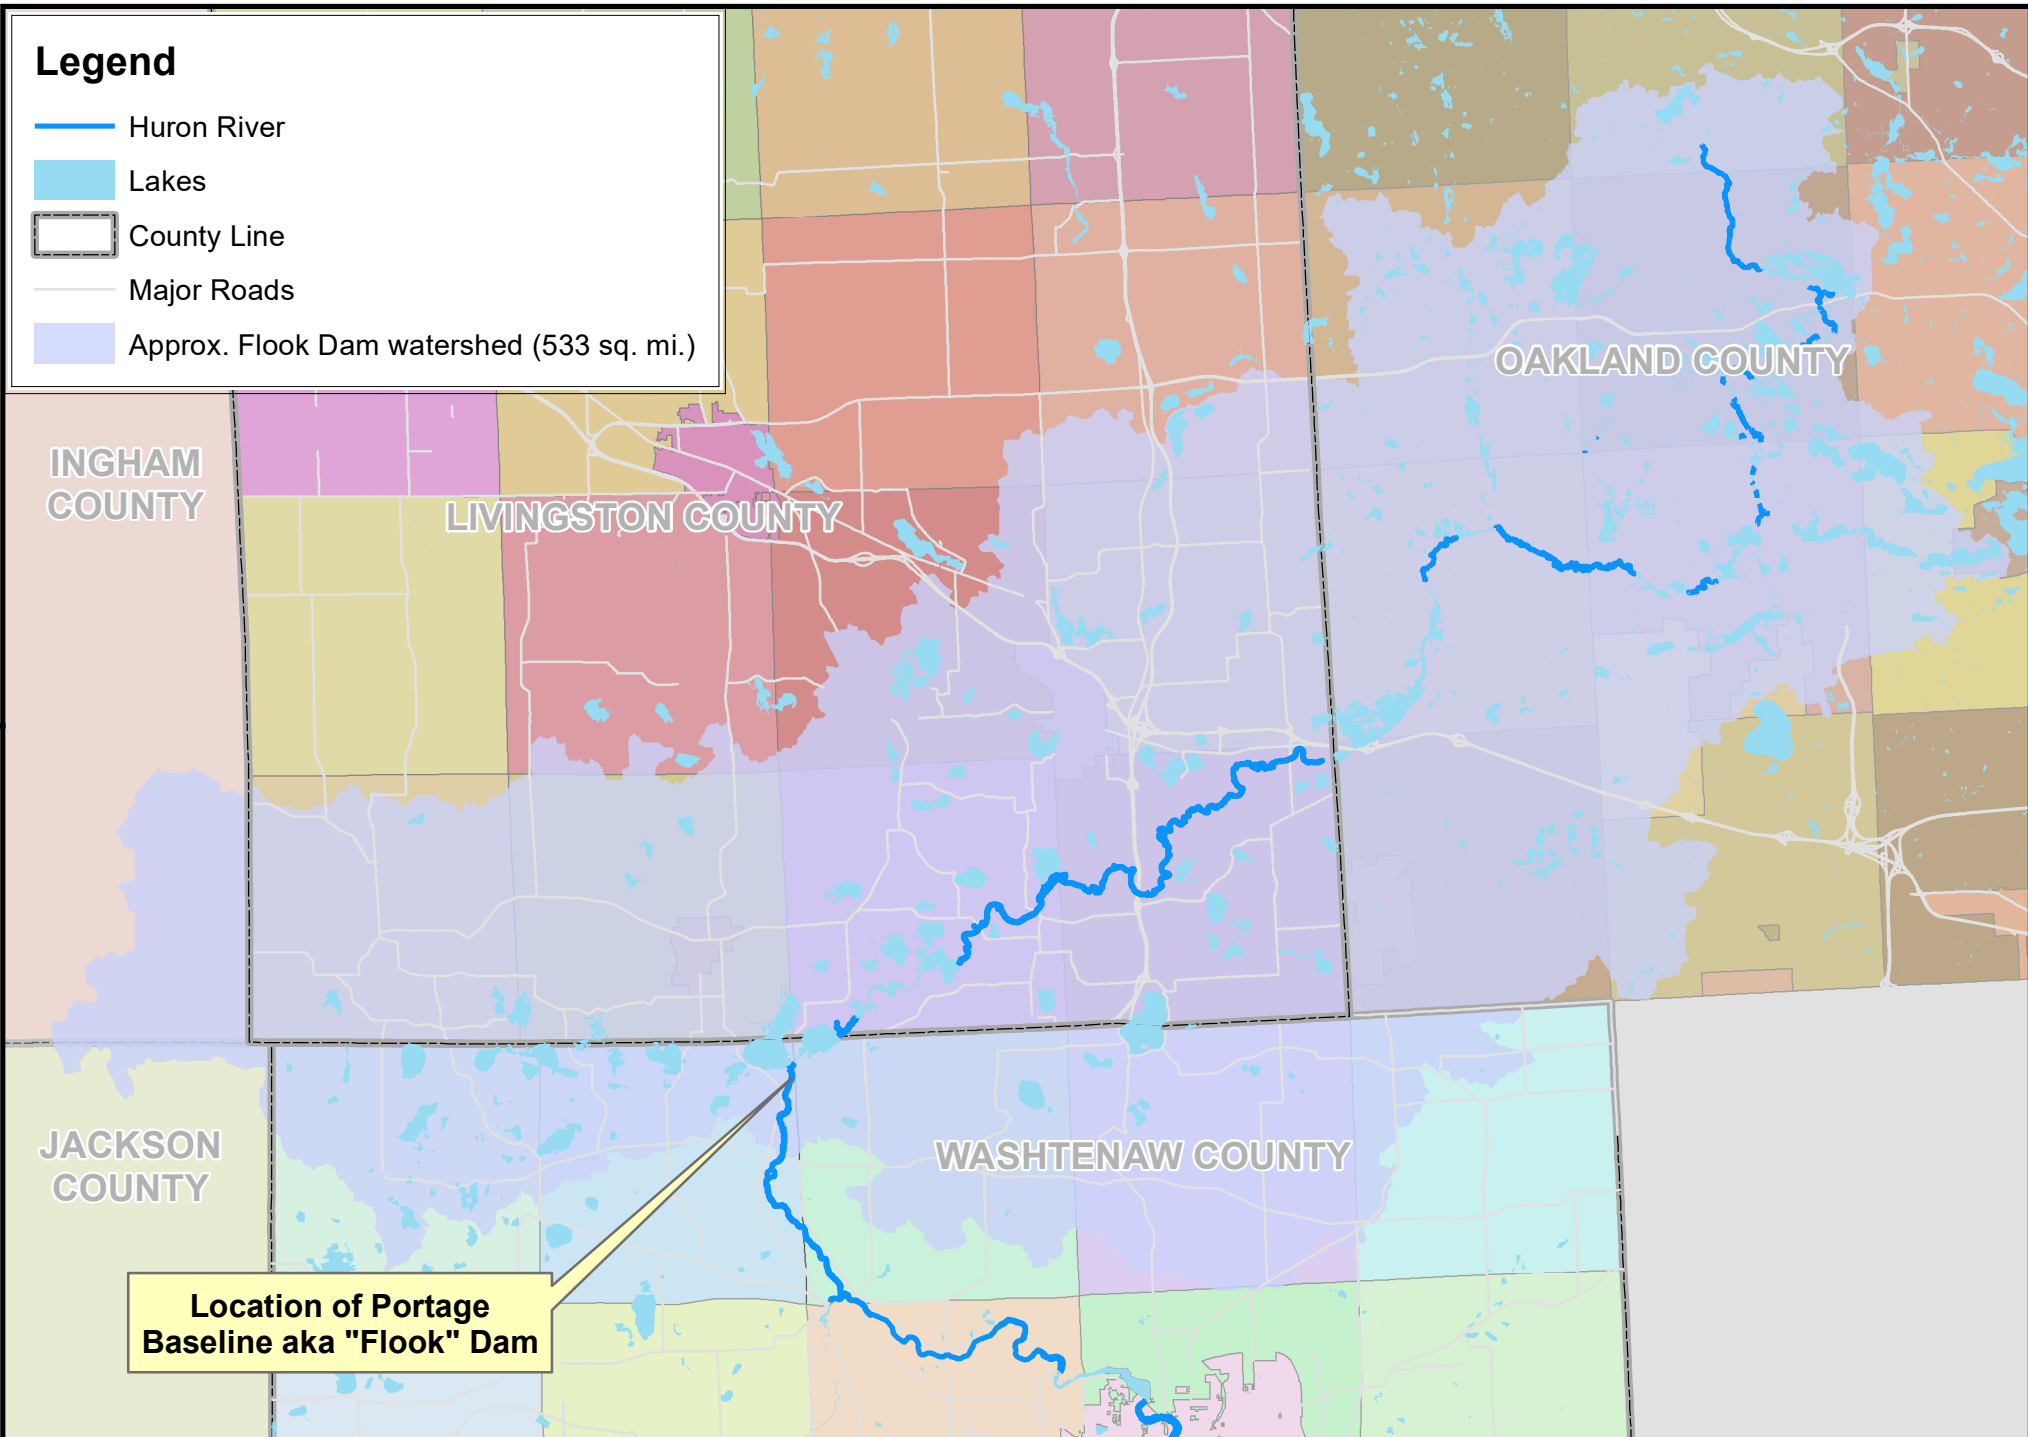 Legend
Huron River
Lakes
County Line
Major Roads
Approx. Flook Dam watershed (533 sq. mi.)
OAKLAND COUNTY
INGHAM
COUNTY
LIVINGSTON COUNTY
JACKSON
COUNTY
WASHTENAW COUNTY
Location of Portage
Baseline aka "Flook" Dam